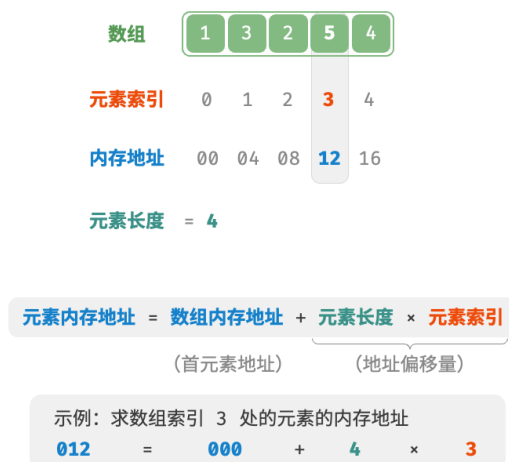 数组 1 3 2 5 4
元素索引 0 1 2 3 4
内存地址 00 04 08 12 16
元素长度 = 4
元素内存地址 = 数组内存地址 + 元素长度 × 元素索引
(首元素地址) (地址偏移量)
示例: 求数组索引 3 处的元素的内存地址
012 = 000 + 4 × 3